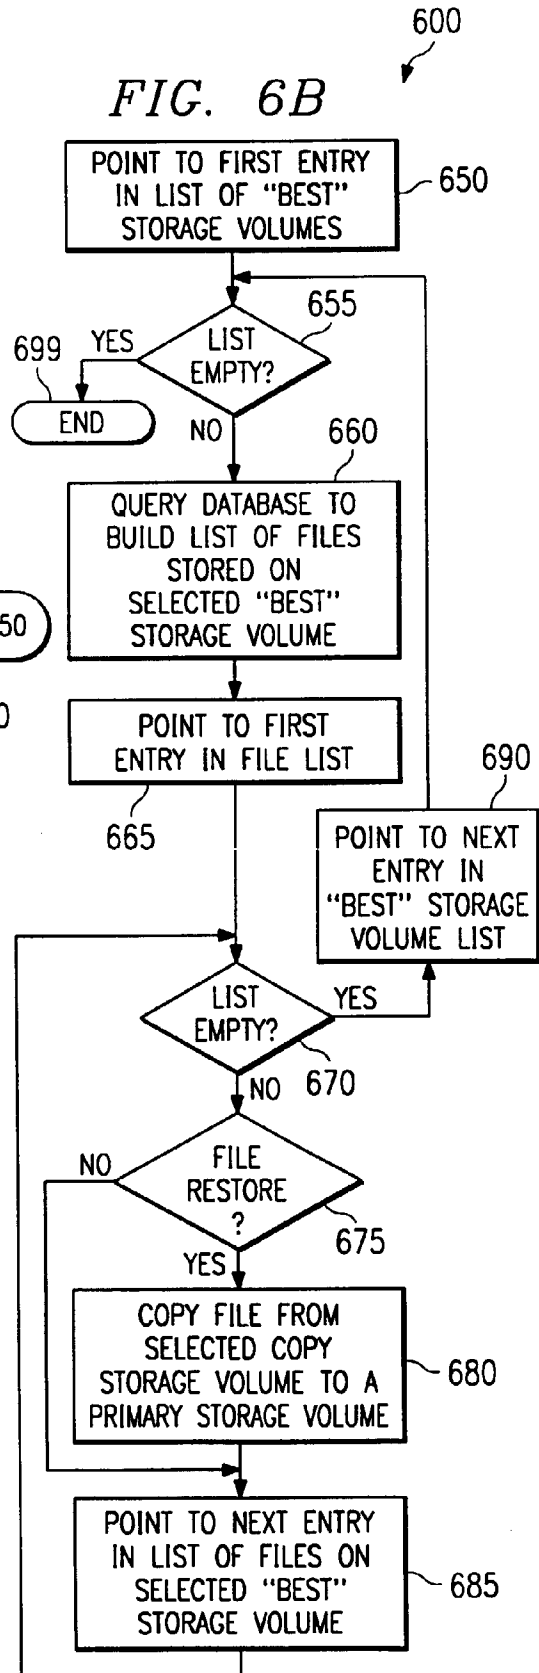 600
FIG. 6B
POINT TO FIRST ENTRY
IN LIST OF "BEST"
STORAGE VOLUMES
650
655
LIST
EMPTY?
YES
699
END
NO
660
QUERY DATABASE TO
BUILD LIST OF FILES
STORED ON
SELECTED "BEST"
STORAGE VOLUME
50
0
POINT TO FIRST
ENTRY IN FILE LIST
665
690
POINT TO NEXT
ENTRY IN
"BEST" STORAGE
VOLUME LIST
LIST
EMPTY?
YES
670
NO
FILE
RESTORE
?
NO
675
YES
COPY FILE FROM
SELECTED COPY
STORAGE VOLUME TO A
PRIMARY STORAGE VOLUME
680
POINT TO NEXT ENTRY
IN LIST OF FILES ON
SELECTED "BEST"
STORAGE VOLUME
685